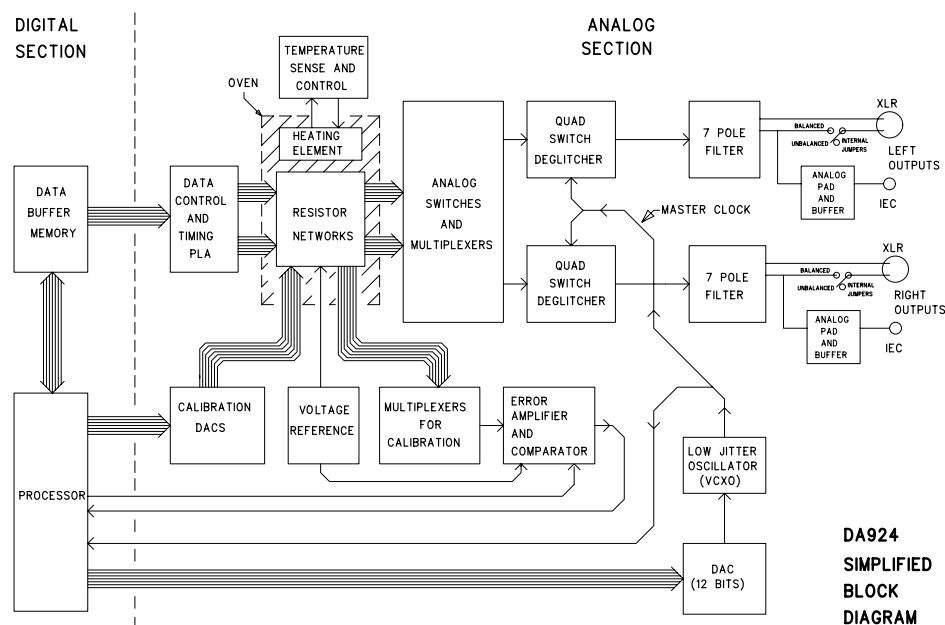 DIGITAL
SECTION
ANALOG
SECTION
TEMPERATURE
SENSE AND
CONTROL
OVEN
HEATING
ELEMENT
DATA
BUFFER
MEMORY
DATA
CONTROL
AND
TIMING
PLA
RESISTOR
NETWORKS
ANALOG
SWITCHES
AND
MULTIPLEXERS
QUAD
SWITCH
DEGLITCHER
7 POLE
FILTER
XLR
BALANCED
UNBALANCED
INTERNAL
JUMPERS
LEFT
OUTPUTS
ANALOG
PAD
AND
BUFFER
IEC
MASTER CLOCK
QUAD
SWITCH
DEGLITCHER
7 POLE
FILTER
XLR
BALANCED
UNBALANCED
INTERNAL
JUMPERS
RIGHT
OUTPUTS
ANALOG
PAD
AND
BUFFER
IEC
PROCESSOR
CALIBRATION
DACS
VOLTAGE
REFERENCE
MULTIPLEXERS
FOR
CALIBRATION
ERROR
AMPLIFIER
AND
COMPARATOR
LOW JITTER
OSCILLATOR
(VCXO)
DAC
(12 BITS)
DA924
SIMPLIFIED
BLOCK
DIAGRAM